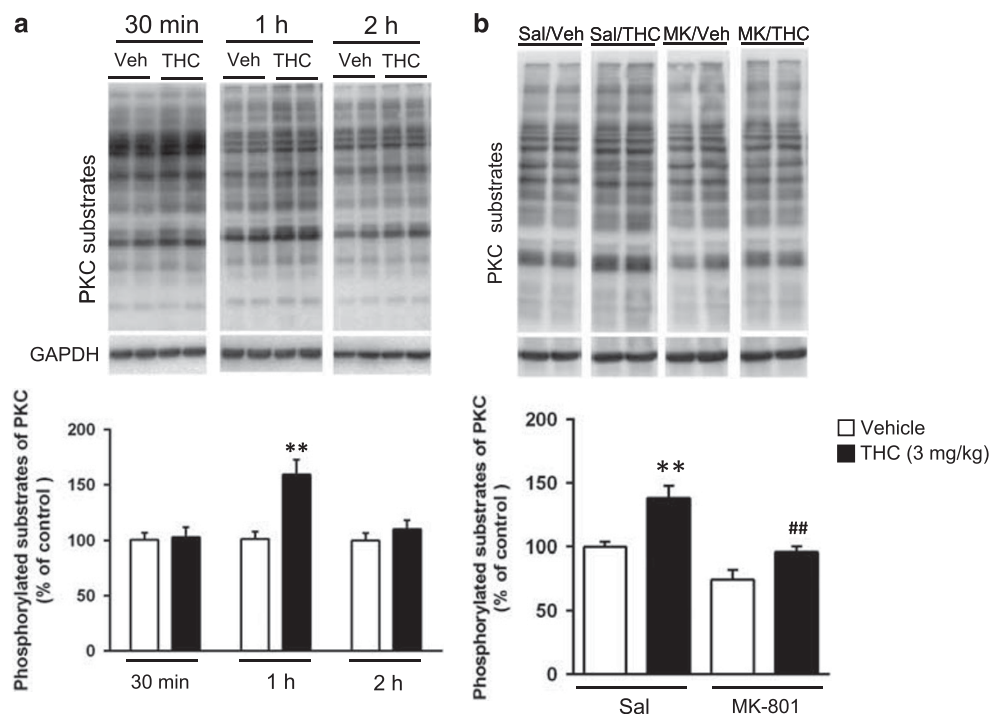 a
30 min 1 h 2 h
Veh THC Veh THC Veh THC
PKC substrates
GAPDH
Phosphorylated substrates of PKC
(% of control )
200
150
100
50
0
**
30 min 1 h 2 h
b
Sal/Veh Sal/THC MK/Veh MK/THC
PKC substrates
Phosphorylated substrates of PKC
(% of control )
200
150
100
50
0
**
##
Sal MK-801
Vehicle
THC (3 mg/kg)